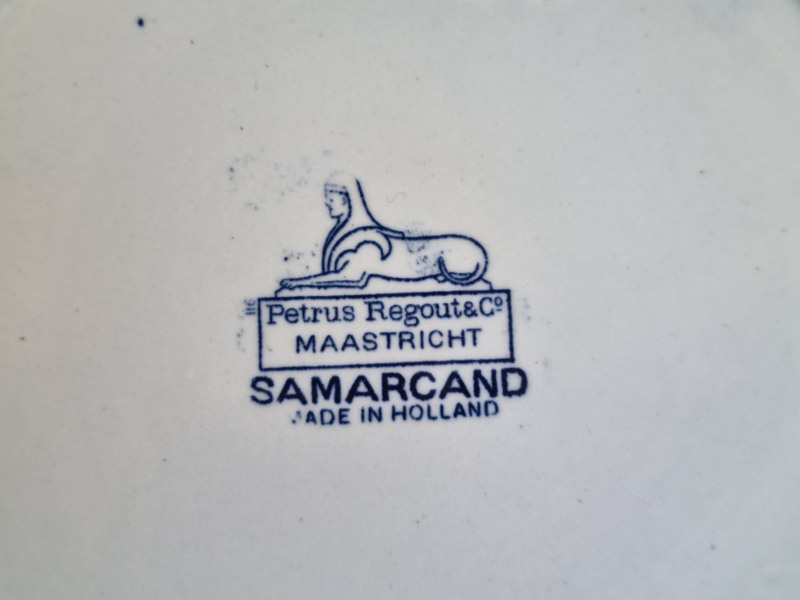 Petrus Regout & Cº
MAASTRICHT
SAMARCAND
MADE IN HOLLAND